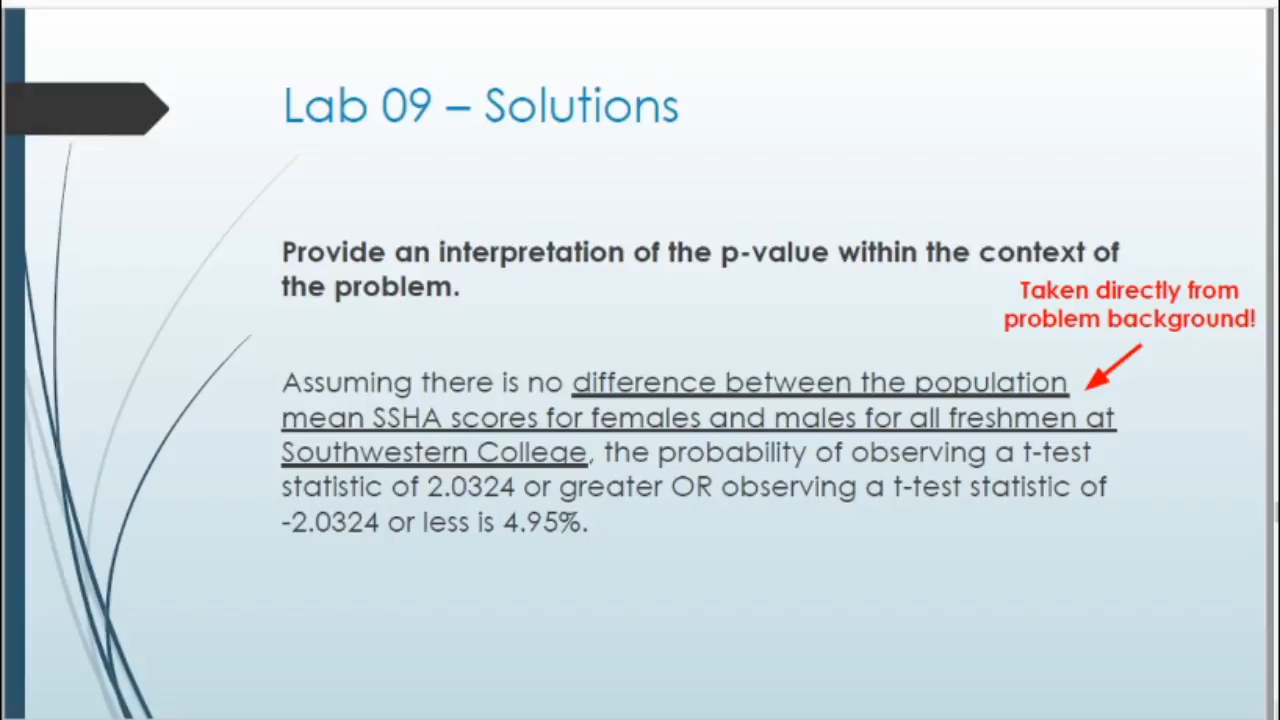 Lab 09 – Solutions
Provide an interpretation of the p-value within the context of
the problem.
Taken directly from
problem background!
Assuming there is no difference between the population
mean SSHA scores for females and males for all freshmen at
Southwestern College, the probability of observing a t-test
statistic of 2.0324 or greater OR observing a t-test statistic of
-2.0324 or less is 4.95%.